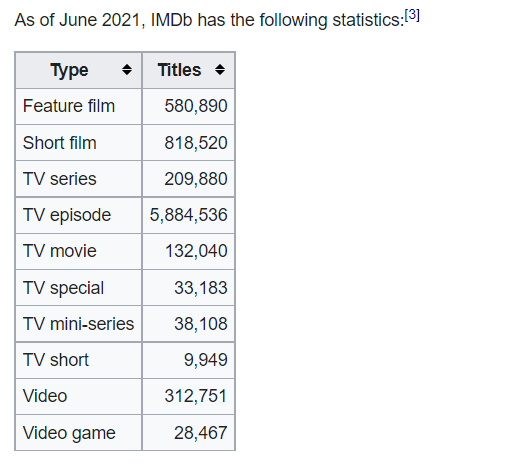 As of June 2021, IMDb has the following statistics:[3]
Type Titles
Feature film 580,890
Short film 818,520
TV series 209,880
TV episode 5,884,536
TV movie 132,040
TV special 33,183
TV mini-series 38,108
TV short 9,949
Video 312,751
Video game 28,467